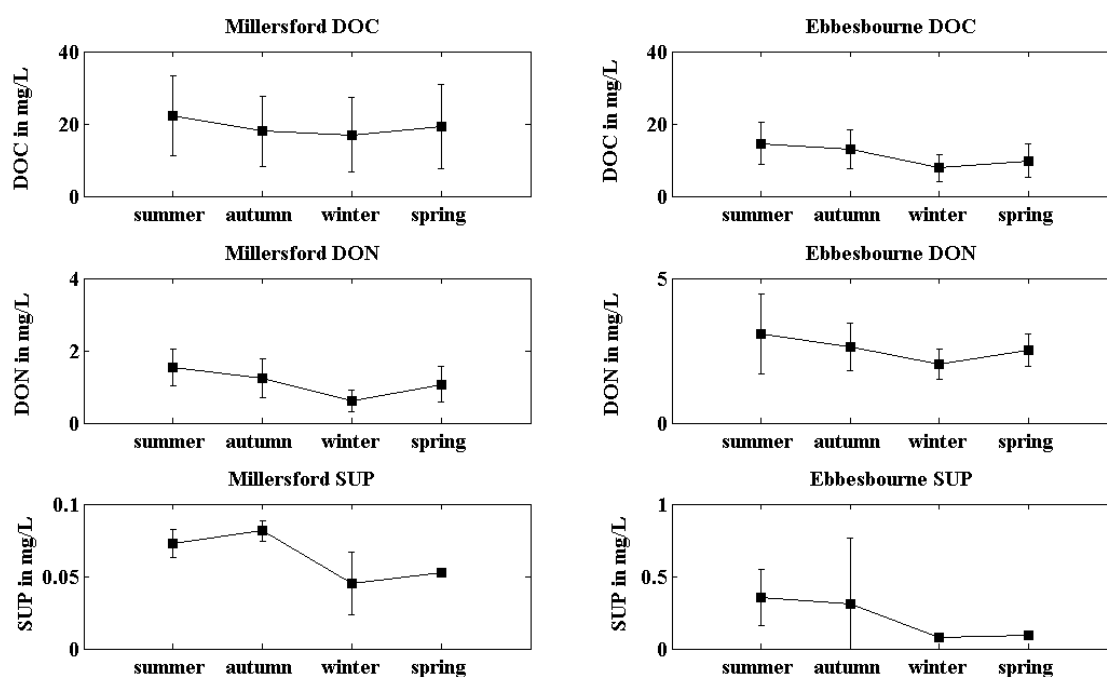 Millersford DOC
DOC in mg/L
40
20
0
summer autumn winter spring
Ebbesbourne DOC
DOC in mg/L
40
20
0
summer autumn winter spring
Millersford DON
DON in mg/L
4
2
0
summer autumn winter spring
Ebbesbourne DON
DON in mg/L
5
0
summer autumn winter spring
Millersford SUP
SUP in mg/L
0.1
0.05
0
summer autumn winter spring
Ebbesbourne SUP
SUP in mg/L
1
0.5
0
summer autumn winter spring